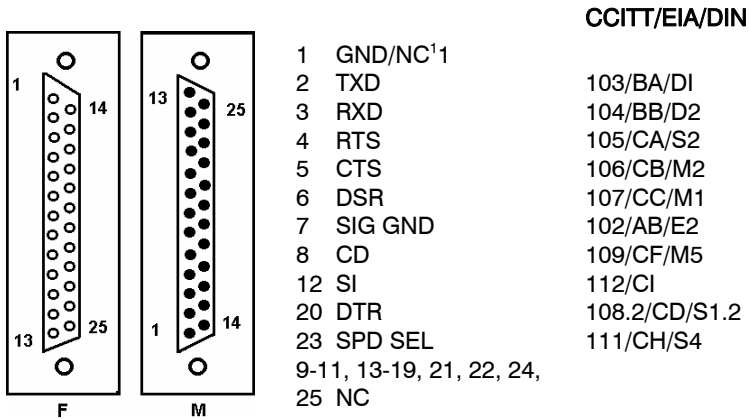 CCITT/EIA/DIN
1 GND/NC¹1
2 TXD 103/BA/DI
3 RXD 104/BB/D2
4 RTS 105/CA/S2
5 CTS 106/CB/M2
6 DSR 107/CC/M1
7 SIG GND 102/AB/E2
8 CD 109/CF/M5
12 SI 112/CI
20 DTR 108.2/CD/S1.2
23 SPD SEL 111/CH/S4
9-11, 13-19, 21, 22, 24,
25 NC
1
14
13
25
F
13
25
1
14
M